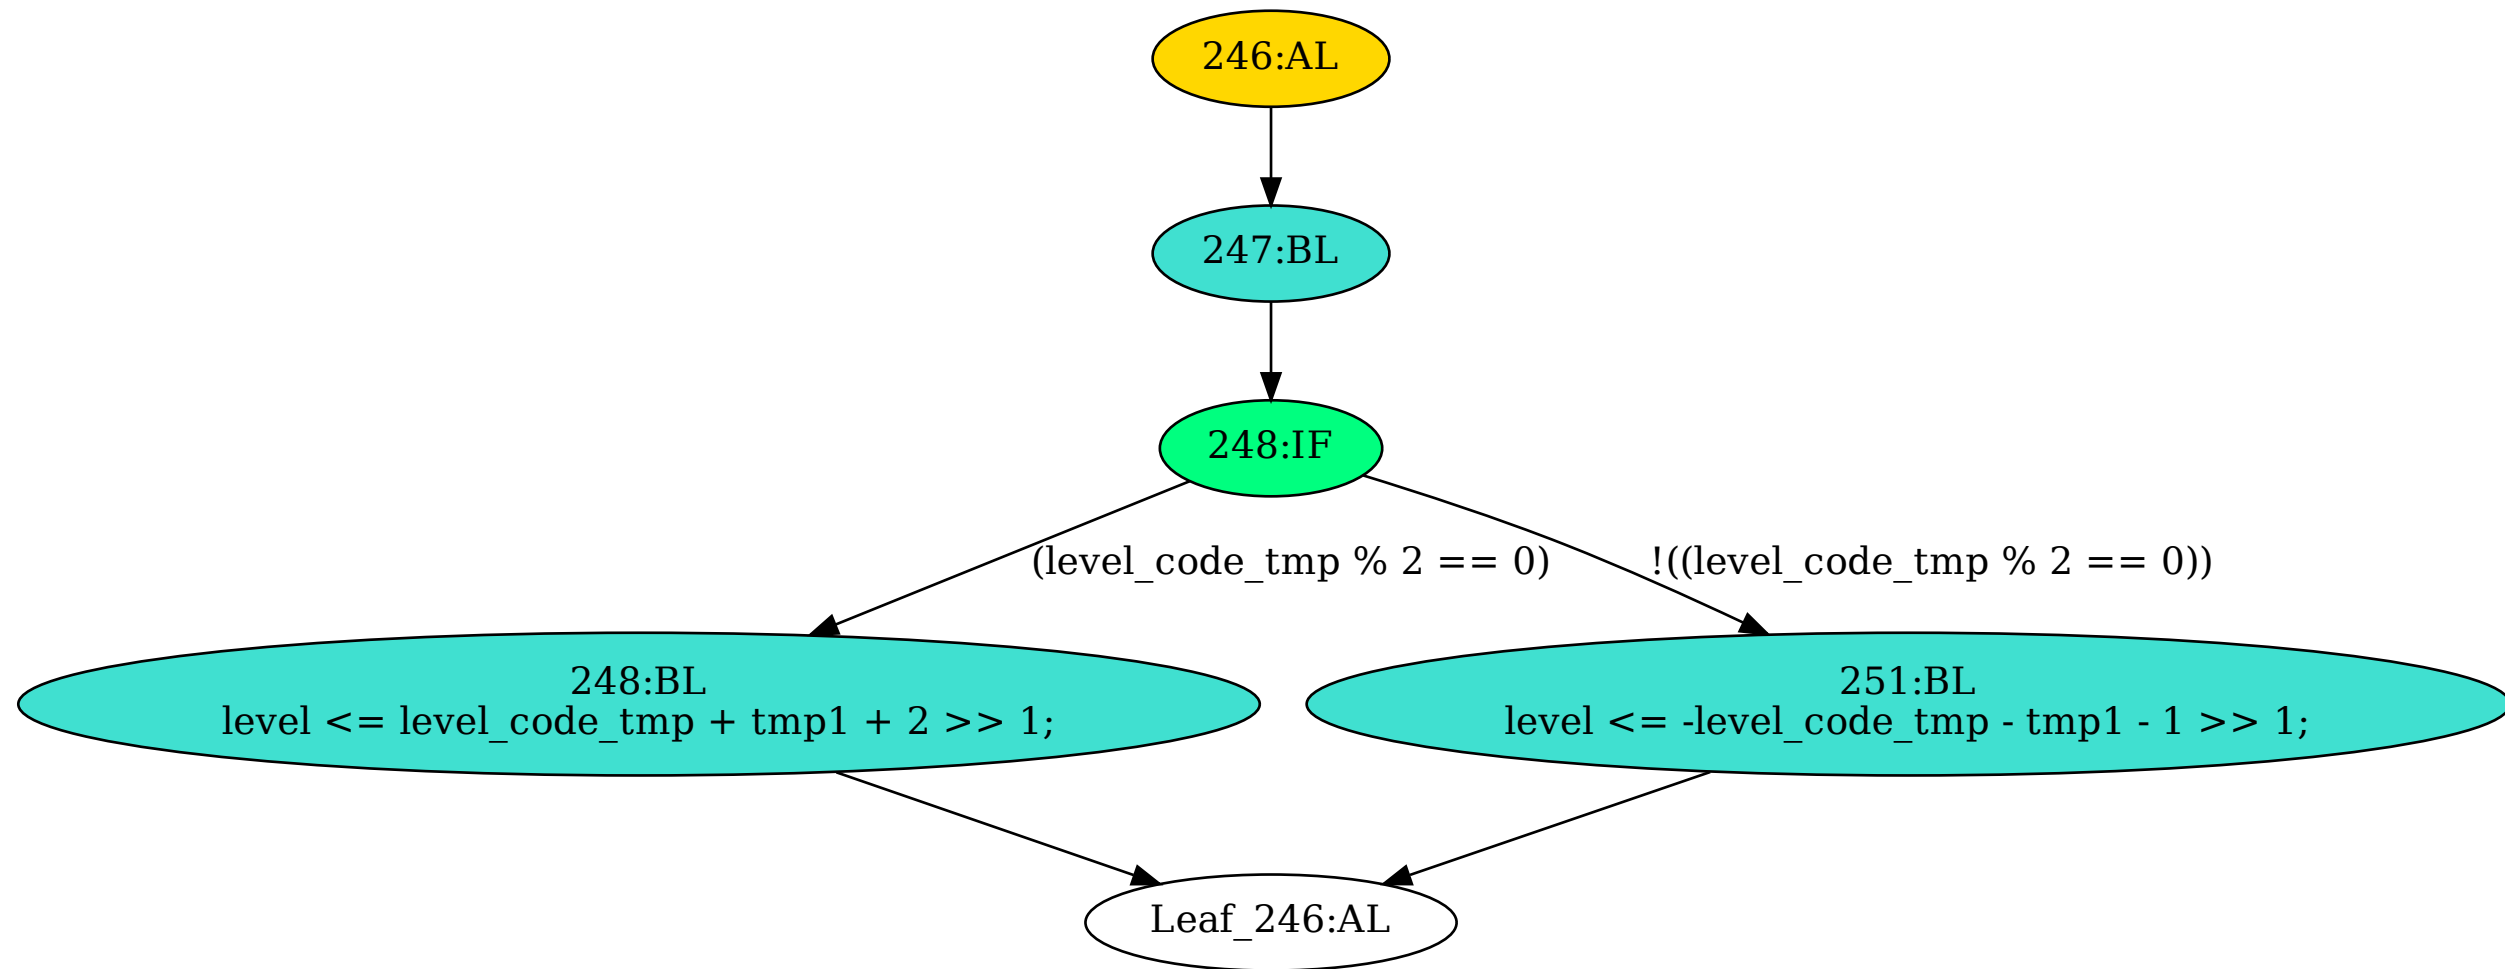 246:AL
247:BL
248:IF
(level_code_tmp % 2 == 0)
!((level_code_tmp % 2 == 0))
248:BL
level <= level_code_tmp + tmp1 + 2 >> 1;
251:BL
level <= -level_code_tmp - tmp1 - 1 >> 1;
Leaf_246:AL